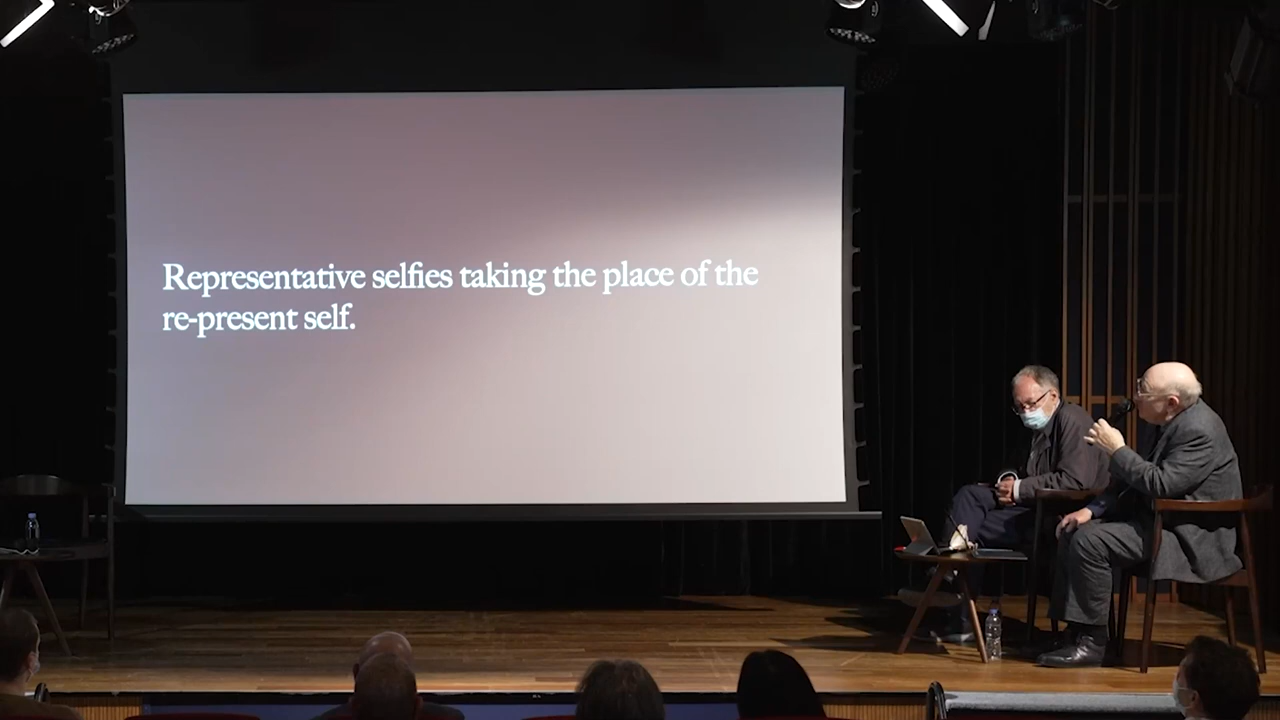 Representative selfies taking the place of the
re-present self.